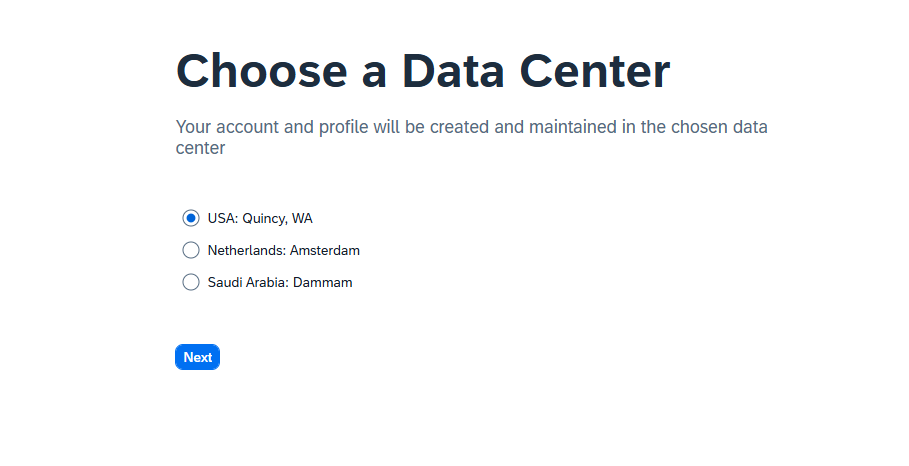 Choose a Data Center
Your account and profile will be created and maintained in the chosen data
center
USA: Quincy, WA
Netherlands: Amsterdam
Saudi Arabia: Dammam
Next